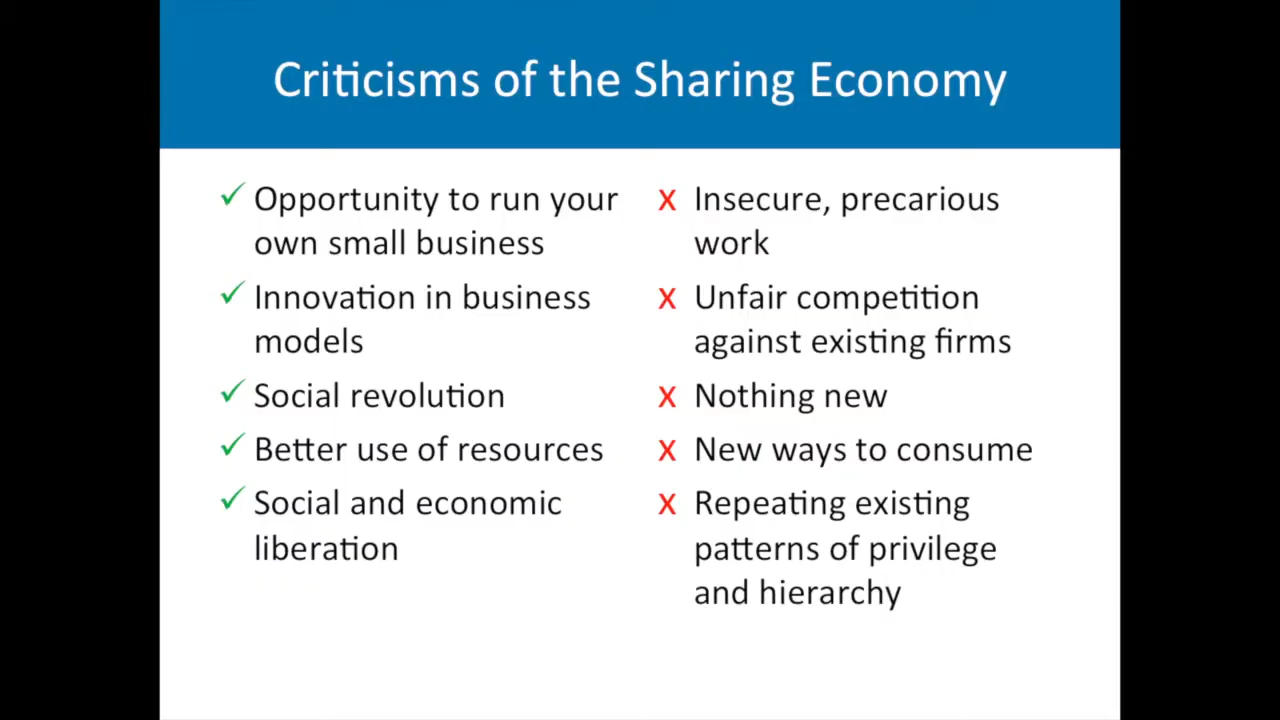 Criticisms of the Sharing Economy
✓ Opportunity to run your
own small business
✓ Innovation in business
models
✓ Social revolution
✓ Better use of resources
✓ Social and economic
liberation
x Insecure, precarious
work
x Unfair competition
against existing firms
x Nothing new
x New ways to consume
x Repeating existing
patterns of privilege
and hierarchy